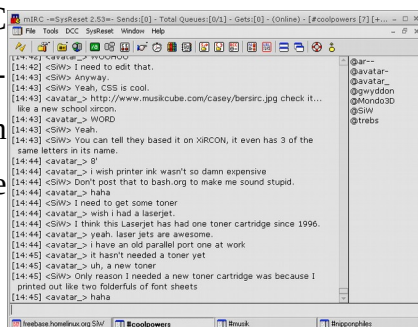 C
-
n
e
mIRC -=SysReset 2.53=- Sends:[0] - Total Queues:[0/1] - Gets:[0] - (Online) - [#coolpowers [7] [+...
File Tools DCC SysReset Window Help
[14:42] <avatar_> WOOHOO
[14:42] <SiW> I need to edit that.
[14:43] <SiW> Anyway.
[14:43] <SiW> Yeah, CSS is cool.
[14:43] <avatar_> http://www.musikcube.com/casey/bersirc.jpg check it...
like a new school xircon.
[14:43] <avatar_> WORD
[14:43] <SiW> Yeah.
[14:43] <SiW> You can tell they based it on XiRCON, it even has 3 of the
same letters in its name.
[14:44] <avatar_> 8'
[14:44] <avatar_> i wish printer ink wasn't so damn expensive
[14:44] <SiW> Don't post that to bash.org to make me sound stupid.
[14:44] <avatar_> haha
[14:44] <SiW> I need to get some toner
[14:44] <avatar_> wish i had a laserjet.
[14:44] <SiW> I think this Laserjet has had one toner cartridge since 1996.
[14:44] <avatar_> yeah. laser jets are awesome.
[14:44] <avatar_> i have an old parallel port one at work
[14:45] <avatar_> it hasn't needed a toner yet
[14:45] <avatar_> uh, a new toner
[14:45] <SiW> Only reason I needed a new toner cartridge was because I
printed out like two folderfuls of font sheets
[14:45] <avatar_> haha
@ar--
@avatar-
@avatar_
@gwyddon
@Mondo3D
@SiW
@trebs
freebase.homelinux.org SiW
#coolpowers
#musik
#nipponphiles